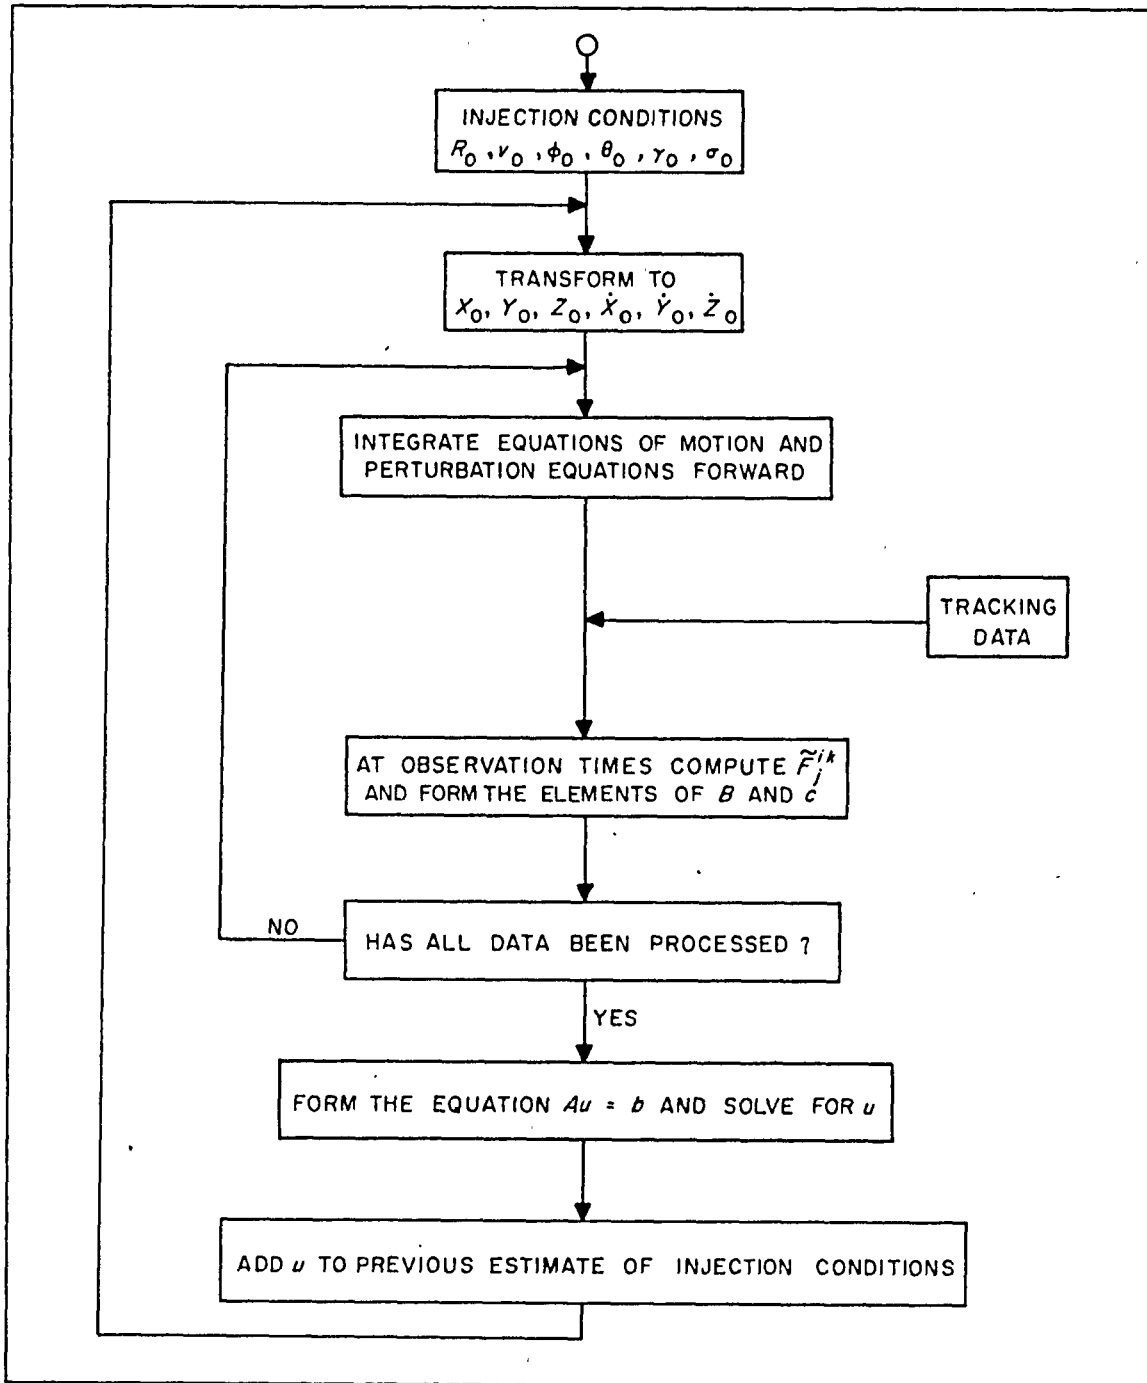 INJECTION CONDITIONS
R₀, v₀, ϕ₀, θ₀, γ₀, σ₀
TRANSFORM TO
X₀, Y₀, Z₀, Ẋ₀, Ẏ₀, Ż₀
INTEGRATE EQUATIONS OF MOTION AND
PERTURBATION EQUATIONS FORWARD
TRACKING
DATA
AT OBSERVATION TIMES COMPUTE F̃ⱼⁱᵏ
AND FORM THE ELEMENTS OF B AND c
HAS ALL DATA BEEN PROCESSED ?
NO
YES
FORM THE EQUATION Au = b AND SOLVE FOR u
ADD u TO PREVIOUS ESTIMATE OF INJECTION CONDITIONS